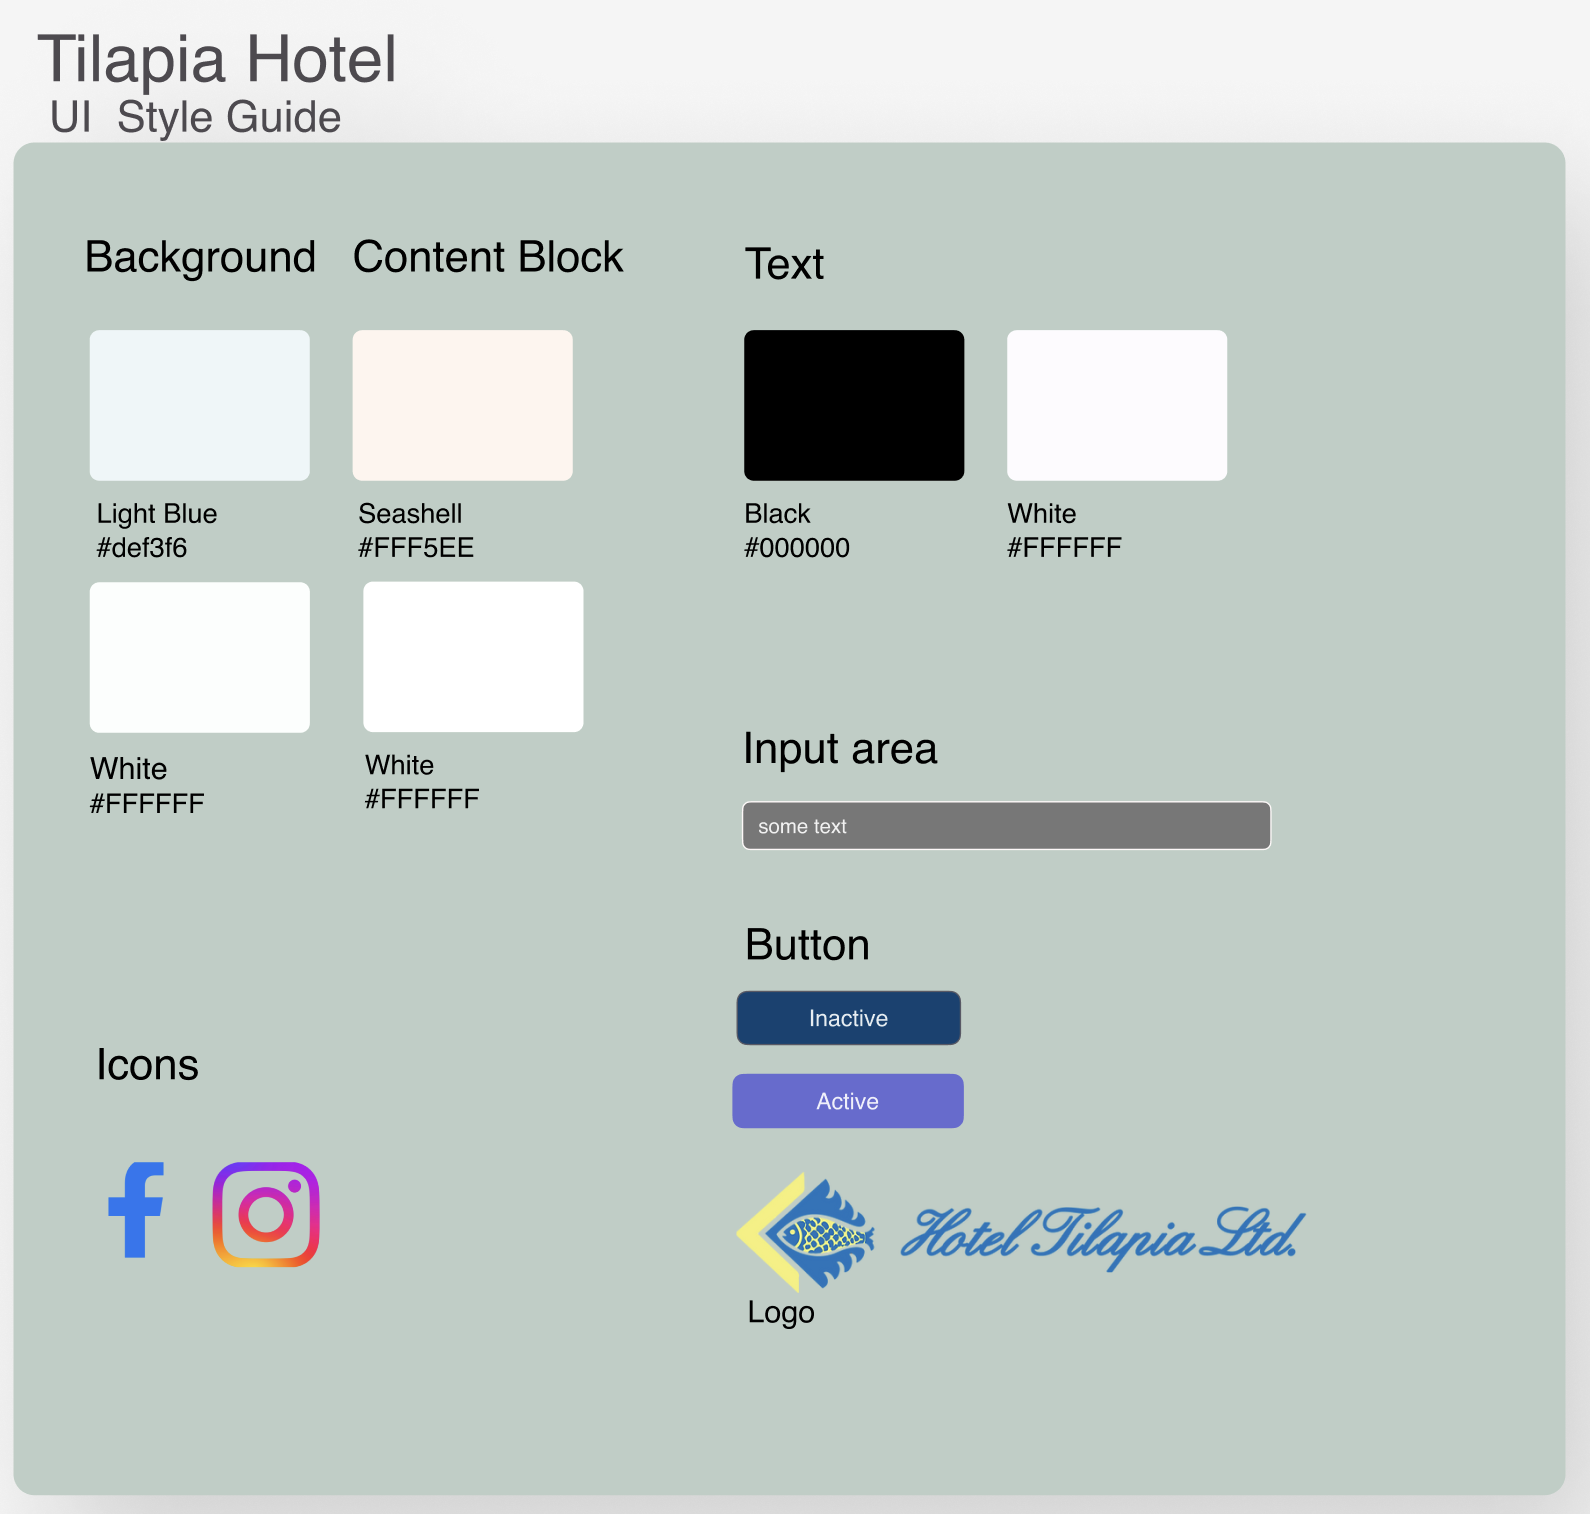 Tilapia Hotel
UI Style Guide
Background
Content Block
Text
Light Blue
#def3f6
Seashell
#FFF5EE
Black
#000000
White
#FFFFFF
White
#FFFFFF
White
#FFFFFF
Input area
some text
Button
Inactive
Active
Icons
Hotel Tilapia Ltd.
Logo